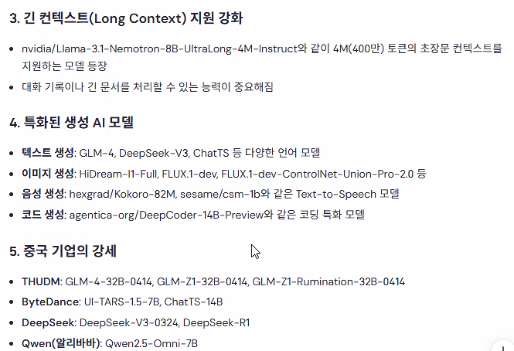 3. 긴 컨텍스트(Long Context) 지원 강화
nvidia/Llama-3.1-Nemotron-8B-UltraLong-4M-Instruct와 같이 4M(400만) 토큰의 초장문 컨텍스트를
지원하는 모델 등장
대화 기록이나 긴 문서를 처리할 수 있는 능력이 중요해짐
4. 특화된 생성 AI 모델
텍스트 생성: GLM-4, DeepSeek-V3, ChatTS 등 다양한 언어 모델
이미지 생성: HiDream-I1-Full, FLUX.1-dev, FLUX.1-dev-ControlNet-Union-Pro-2.0 등
음성 생성: hexgrad/Kokoro-82M, sesame/csm-1b와 같은 Text-to-Speech 모델
코드 생성: agentica-org/DeepCoder-14B-Preview와 같은 코딩 특화 모델
5. 중국 기업의 강세
THUDM: GLM-4-32B-0414, GLM-Z1-32B-0414, GLM-Z1-Rumination-32B-0414
ByteDance: UI-TARS-1.5-7B, ChatTS-14B
DeepSeek: DeepSeek-V3-0324, DeepSeek-R1
Qwen(알리바바): Qwen2.5-Omni-7B